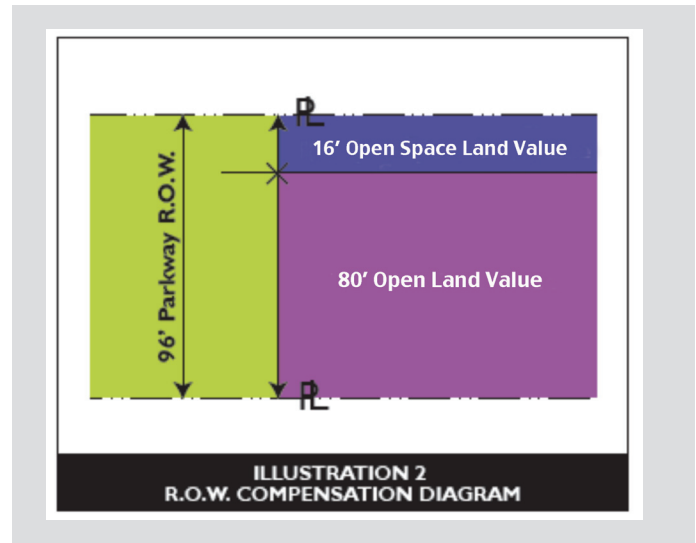 PL
16’ Open Space Land Value
96’ Parkway R.O.W.
80’ Open Land Value
PL
ILLUSTRATION 2
R.O.W. COMPENSATION DIAGRAM